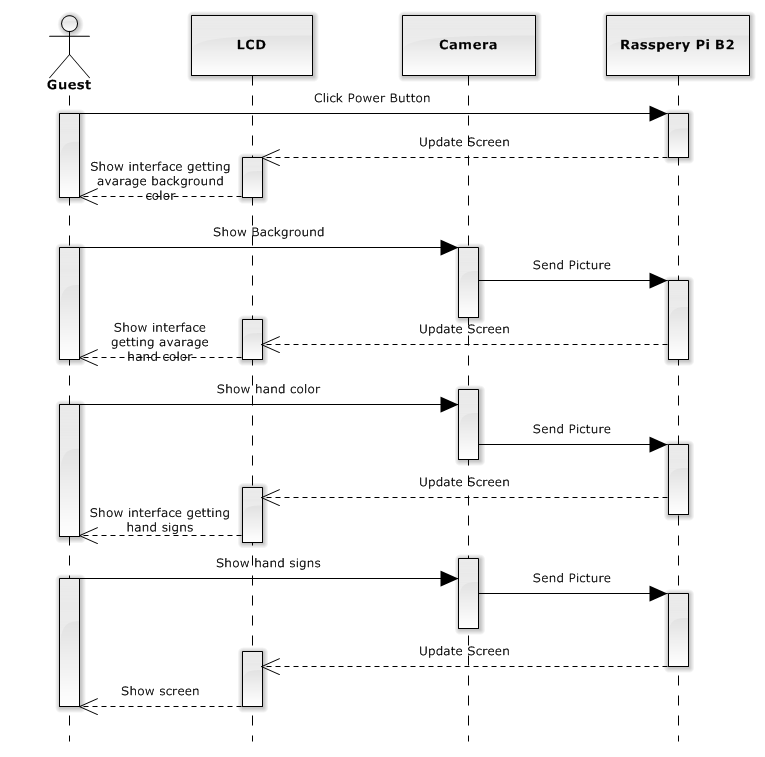 LCD
Camera
Rasspery Pi B2
Guest
Click Power Button
Update Screen
Show interface getting
avarage background
color
Show Background
Send Picture
Show interface
getting avarage
hand color
Update Screen
Show hand color
Send Picture
Update Screen
Show interface getting
hand signs
Show hand signs
Send Picture
Update Screen
Show screen